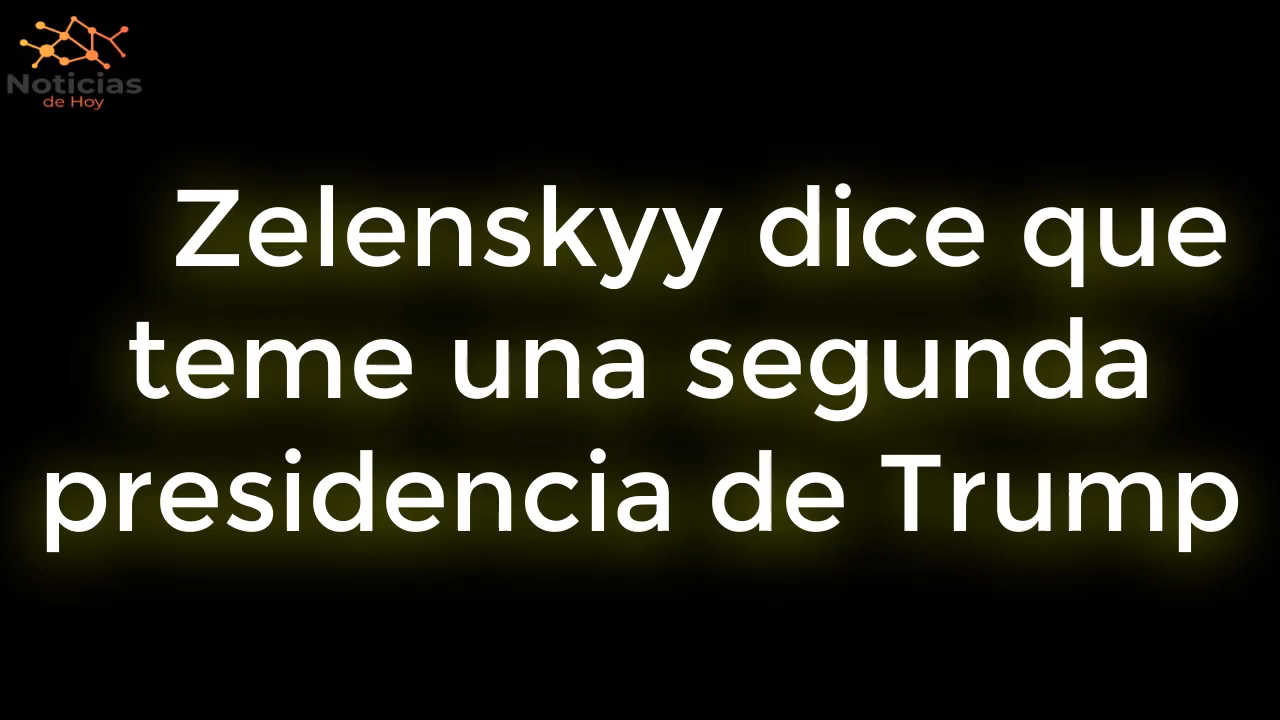 Noticias
de Hoy
Zelenskyy dice que
teme una segunda
presidencia de Trump